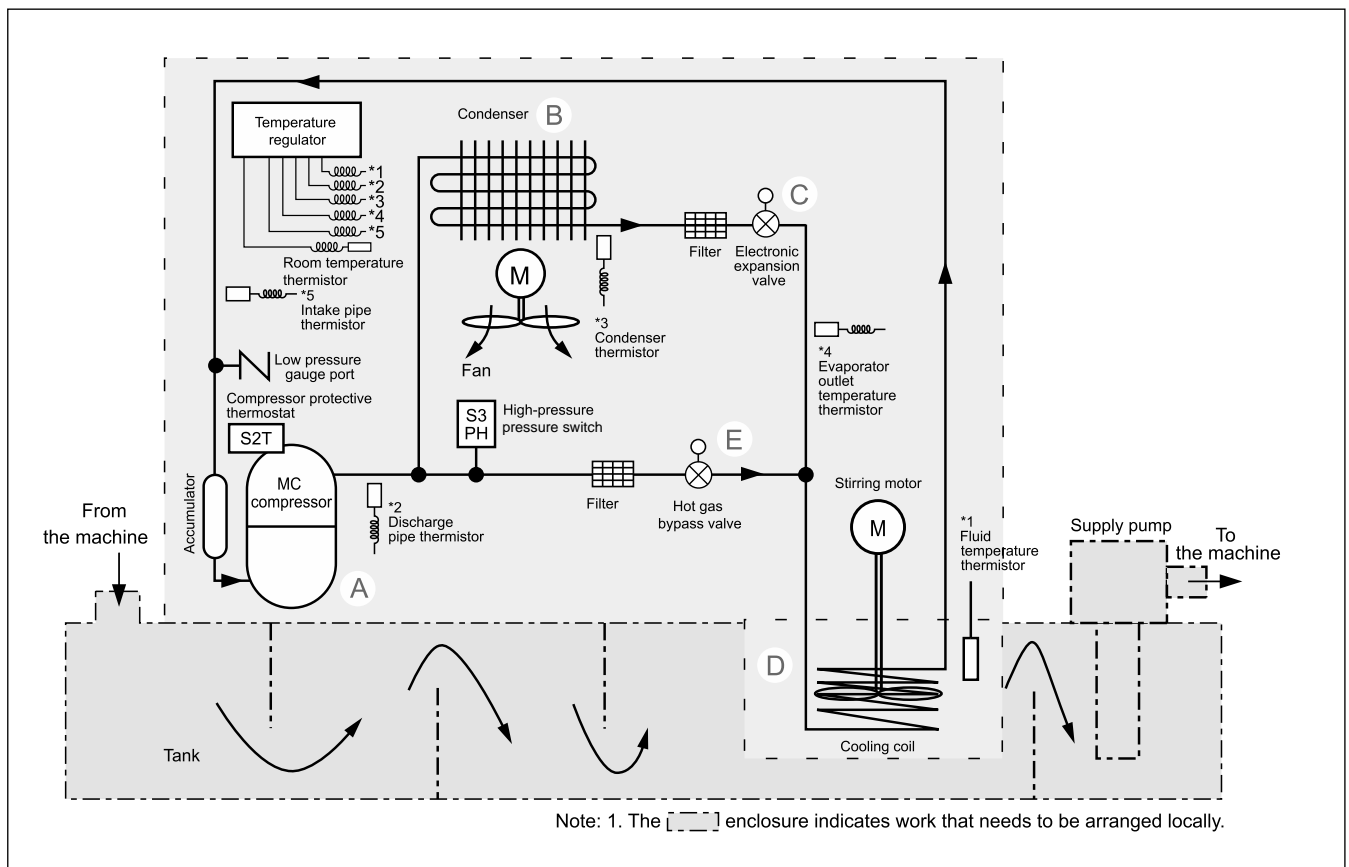 Condenser
B
Temperature
regulator
*1
*2
*3
*4
*5
Room temperature
thermistor
*5
Intake pipe
thermistor
C
Filter
Electronic
expansion
valve
M
*3
Condenser
thermistor
Fan
*4
Evaporator
outlet
temperature
thermistor
Low pressure
gauge port
Compressor protective
thermostat
S2T
S3
PH
High-pressure
pressure switch
E
MC
compressor
Accumulator
*2
Discharge
pipe thermistor
Filter
Hot gas
bypass valve
Stirring motor
M
*1
Fluid
temperature
thermistor
From
the machine
Supply pump
To
the machine
A
D
Tank
Cooling coil
Note: 1. The enclosure indicates work that needs to be arranged locally.